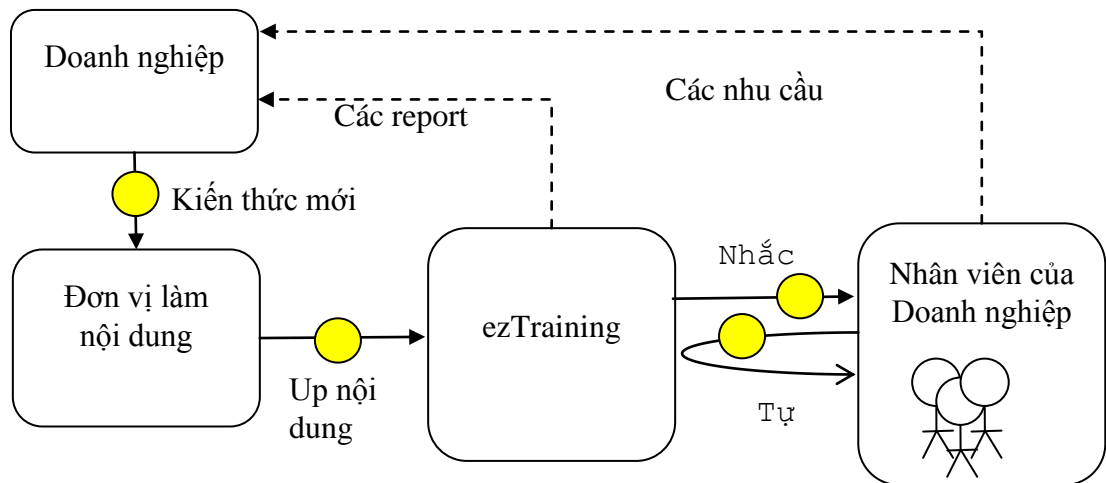 Doanh nghiệp
Các nhu cầu
Các report
Kiến thức mới
Đơn vị làm
nội dung
Up nội
dung
ezTraining
Nhắc
Tự
Nhân viên của
Doanh nghiệp